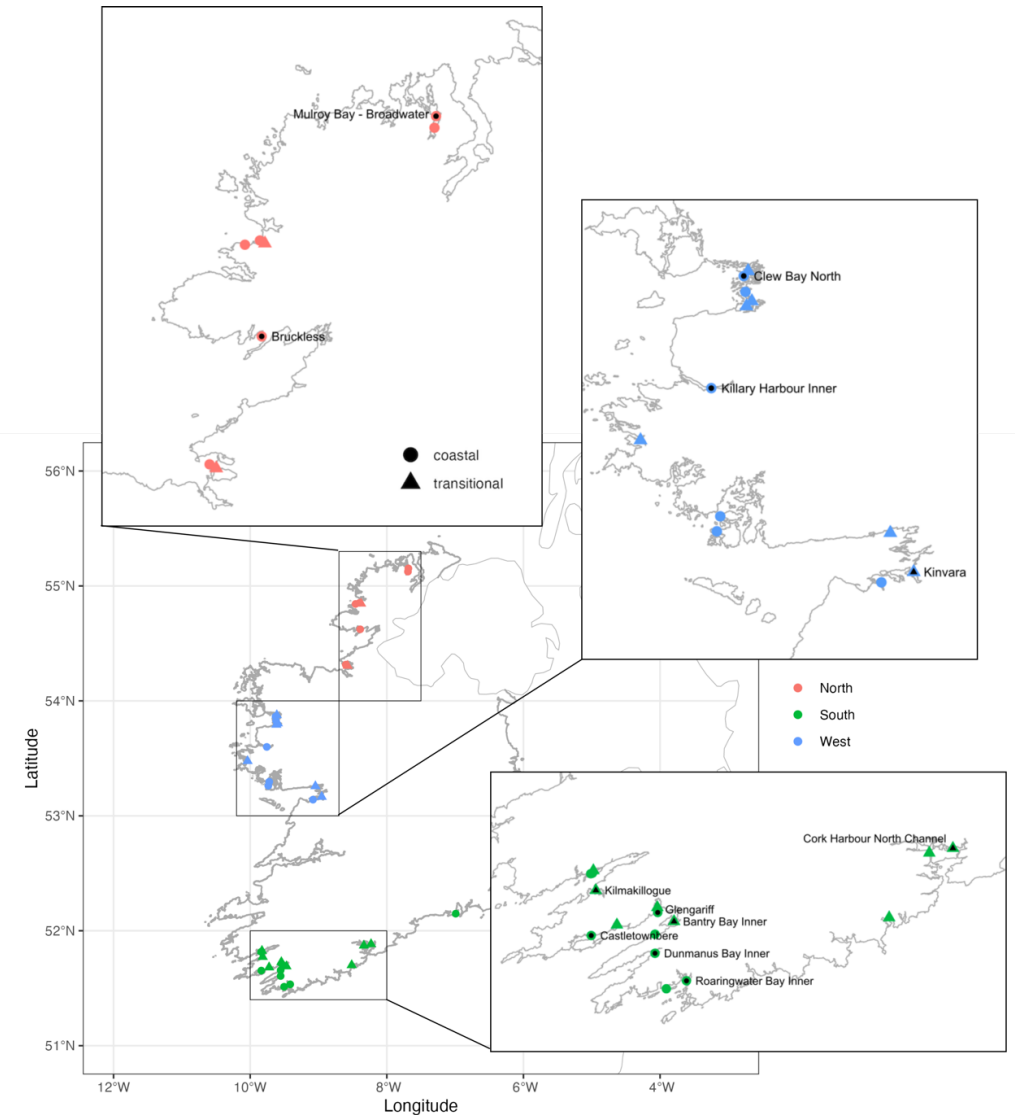 Mulroy Bay - Broadwater
Bruckless
coastal
transitional
Clew Bay North
Killary Harbour Inner
Kinvara
North
South
West
Cork Harbour North Channel
Kilmakillogue
Glengariff
Bantry Bay Inner
Castletownbere
Dunmanus Bay Inner
Roaringwater Bay Inner
56°N
55°N
54°N
53°N
52°N
51°N
Latitude
12°W
10°W
8°W
6°W
4°W
Longitude